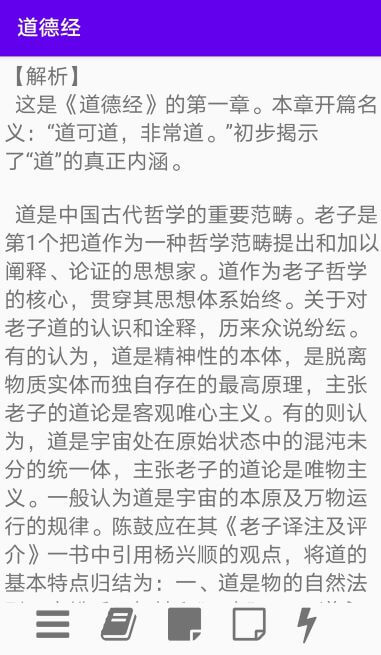 道德经
【解析】
这是《道德经》的第一章。本章开篇名
义：“道可道，非常道。”初步揭示
了“道”的真正内涵。
道是中国古代哲学的重要范畴。老子是
第1个把道作为一种哲学范畴提出和加以
阐释、论证的思想家。道作为老子哲学
的核心，贯穿其思想体系始终。关于对
老子道的认识和诠释，历来众说纷纭。
有的认为，道是精神性的本体，是脱离
物质实体而独自存在的最高原理，主张
老子的道论是客观唯心主义。有的则认
为，道是宇宙处在原始状态中的混沌未
分的统一体，主张老子的道论是唯物主
义。一般认为道是宇宙的本原及万物运
行的规律。陈鼓应在其《老子译注及评
介》一书中引用杨兴顺的观点，将道的
基本特点归结为：一、道是物的自然法